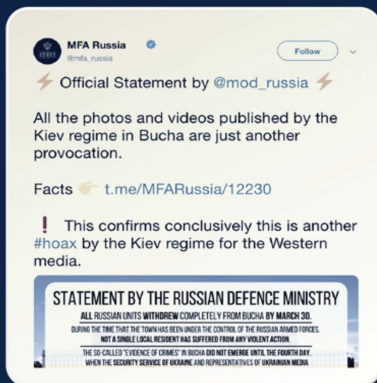 MFA Russia
@mfa_russia
Follow
Official Statement by @mod_russia
All the photos and videos published by the
Kiev regime in Bucha are just another
provocation.
Facts 👉 t.me/MFARussia/12230
❗ This confirms conclusively this is another
#hoax by the Kiev regime for the Western
media.
STATEMENT BY THE RUSSIAN DEFENCE MINISTRY
ALL RUSSIAN UNITS WITHDREW COMPLETELY FROM BUCHA BY MARCH 30.
DURING THE TIME THAT THE TOWN HAS BEEN UNDER THE CONTROL OF THE RUSSIAN ARMED FORCES,
NOT A SINGLE LOCAL RESIDENT HAS SUFFERED FROM ANY VIOLENT ACTION.
THE SO-CALLED "EVIDENCE OF CRIMES" IN BUCHA DID NOT EMERGE UNTIL THE FOURTH DAY,
WHEN THE SECURITY SERVICE OF UKRAINE AND REPRESENTATIVES OF UKRAINIAN MEDIA